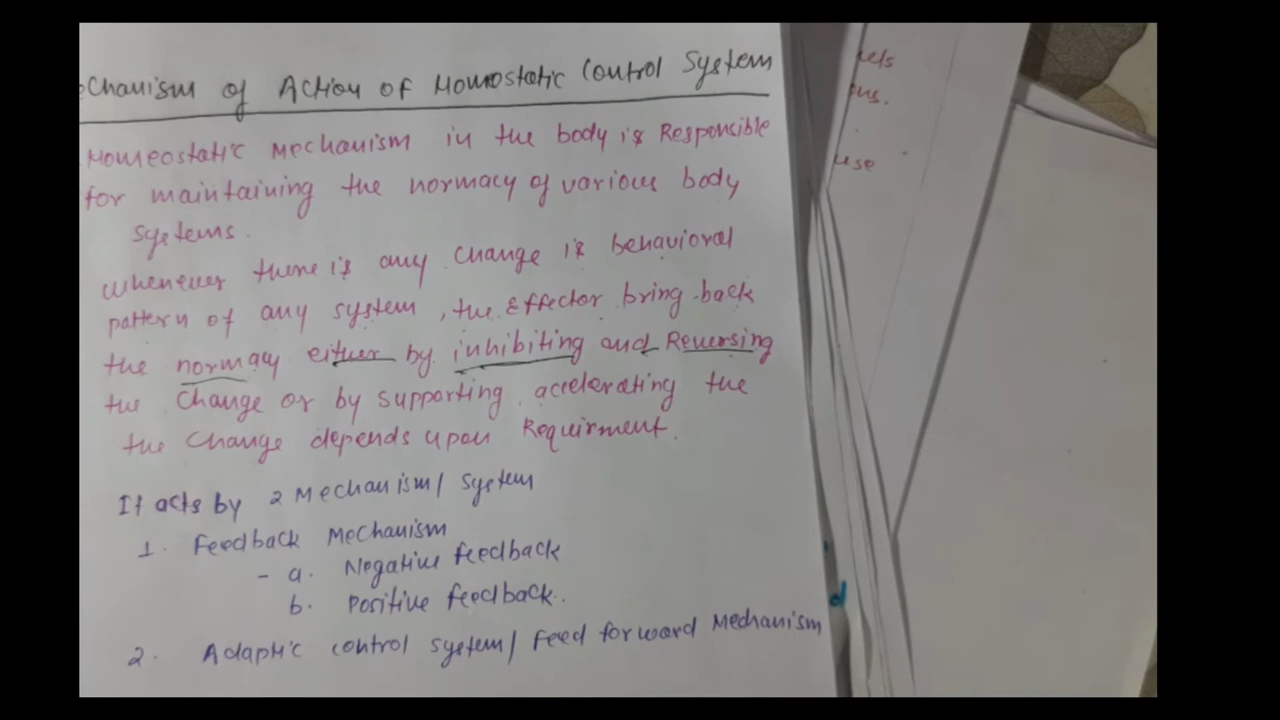 chanism of Action of Homostatic Control System
Homeostatic Mechanism in the body is Responsible
for maintaining the normacy of various body
systems.
whenever there is any change is behavioral
pattern of any system, the Effector bring back
the normacy either by inhibiting and Reversing
the change or by supporting accelerating the
the change depends upon Requirment.
It acts by 2 Mechanism/ System
1. Feedback Mechanism
- a. Negative feedback
b. Positive feedback.
2. Adaptic control system/ Feed forward Mechanism
use
d